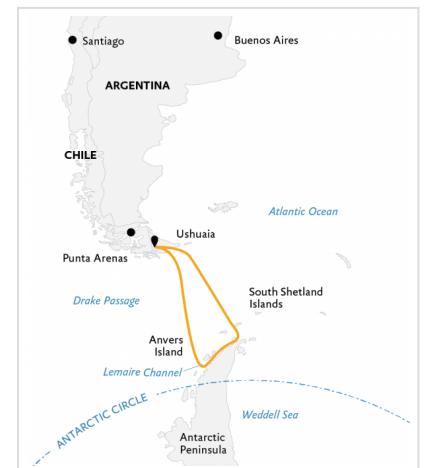 Santiago
Buenos Aires
ARGENTINA
CHILE
Atlantic Ocean
Ushuaia
Punta Arenas
South Shetland
Islands
Drake Passage
Anvers
Island
Lemaire Channel
ANTARCTIC CIRCLE
Weddell Sea
Antarctic
Peninsula